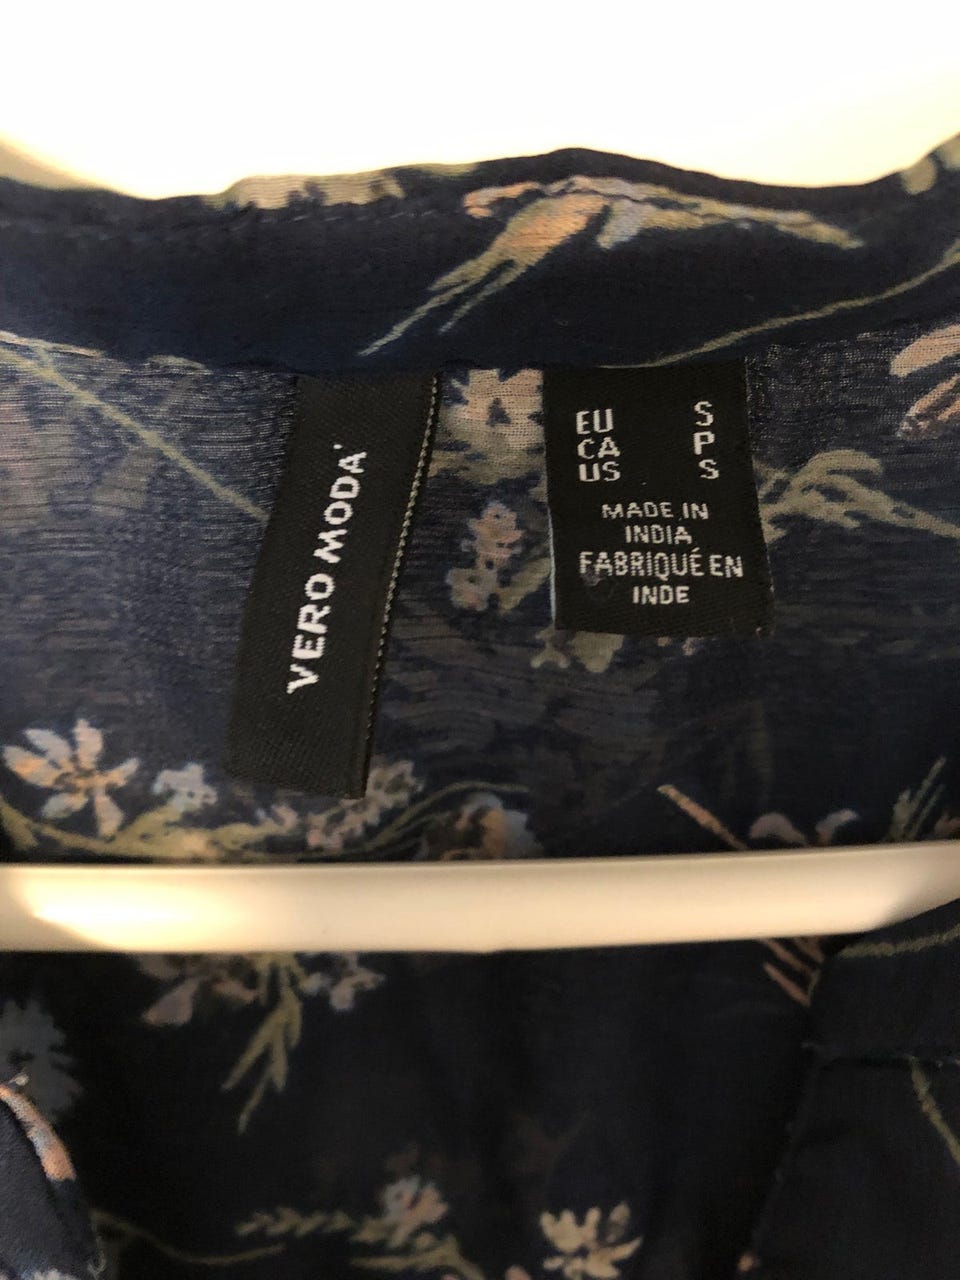 VERO MODA
EU S
CA P
US S
MADE IN
INDIA
FABRIQUÉ EN
INDE